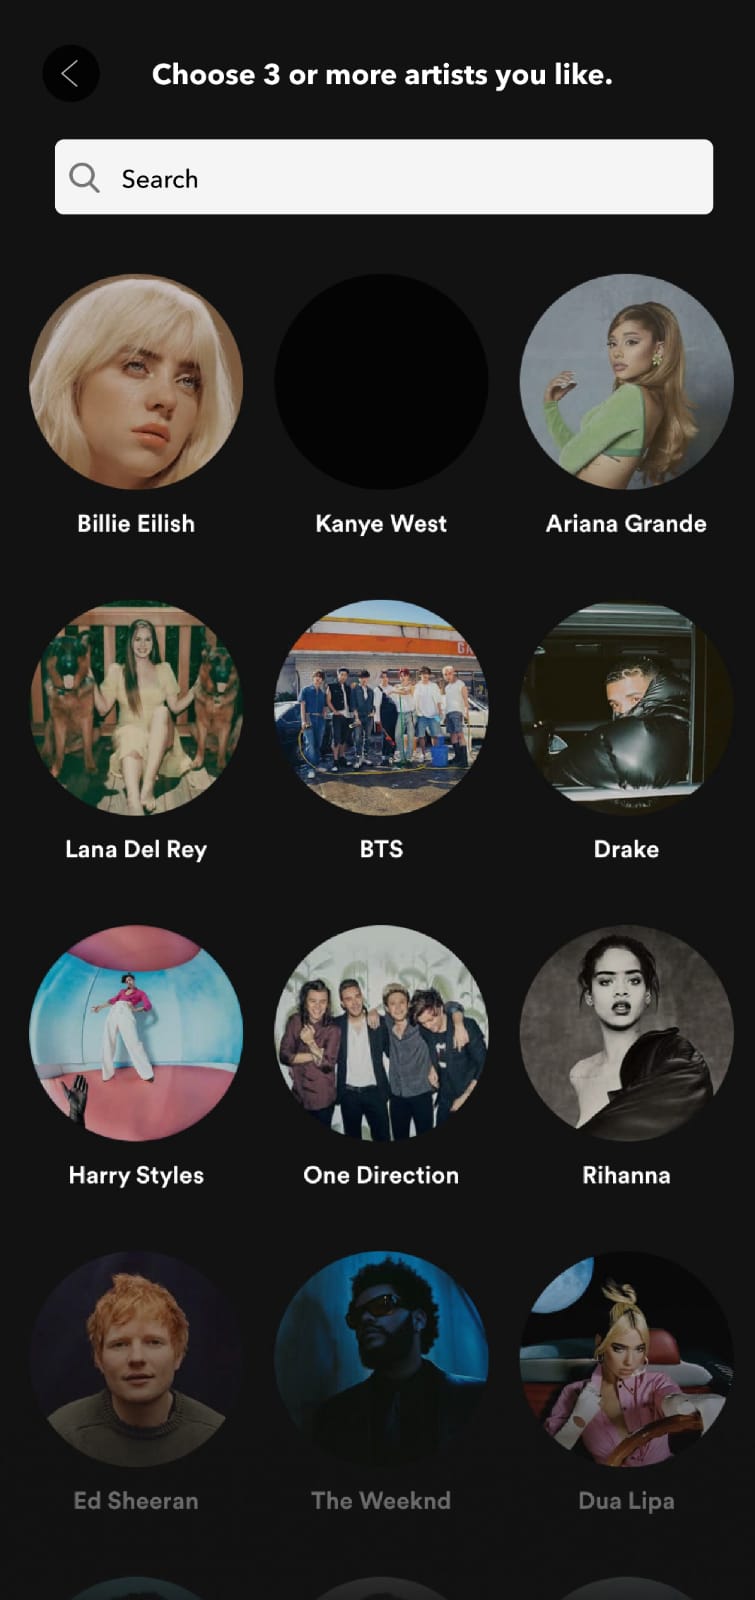 Choose 3 or more artists you like.
Search
Billie Eilish
Kanye West
Ariana Grande
Lana Del Rey
BTS
Drake
Harry Styles
One Direction
Rihanna
Ed Sheeran
The Weeknd
Dua Lipa